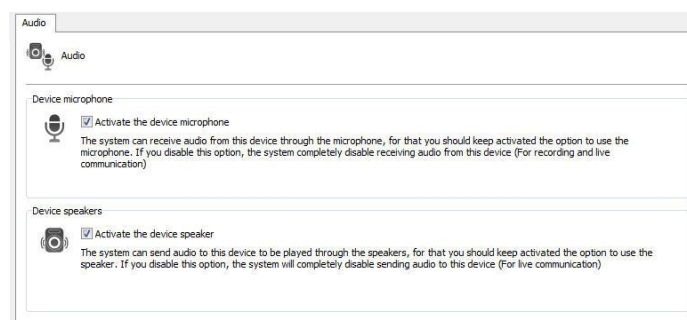 Audio
Audio
Device microphone
Activate the device microphone
The system can receive audio from this device through the microphone, for that you should keep activated the option to use the
microphone. If you disable this option, the system completely disable receiving audio from this device (For recording and live
communication)
Device speakers
Activate the device speaker
The system can send audio to this device to be played through the speakers, for that you should keep activated the option to use the
speaker. If you disable this option, the system will completely disable sending audio to this device (For live communication)